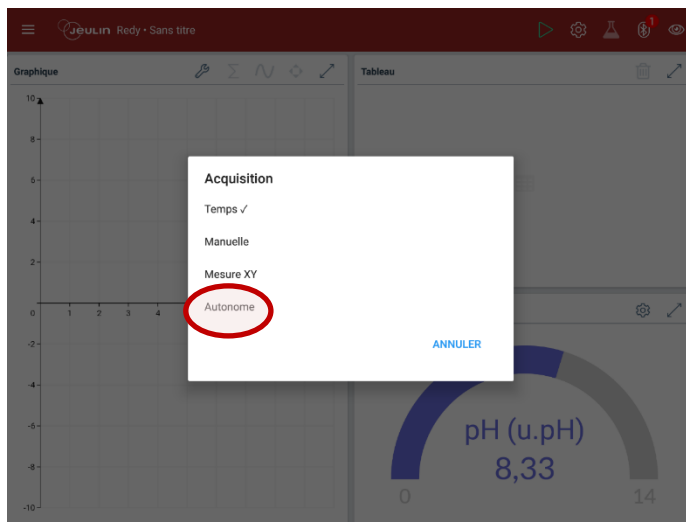 Jeulin Redy • Sans titre
1
Graphique
Tableau
10
8
6
4
2
0
1 2 3 4
-2
-4
-6
-8
-10
Acquisition
Temps ✓
Manuelle
Mesure XY
Autonome
ANNULER
pH (u.pH)
8,33
0
14